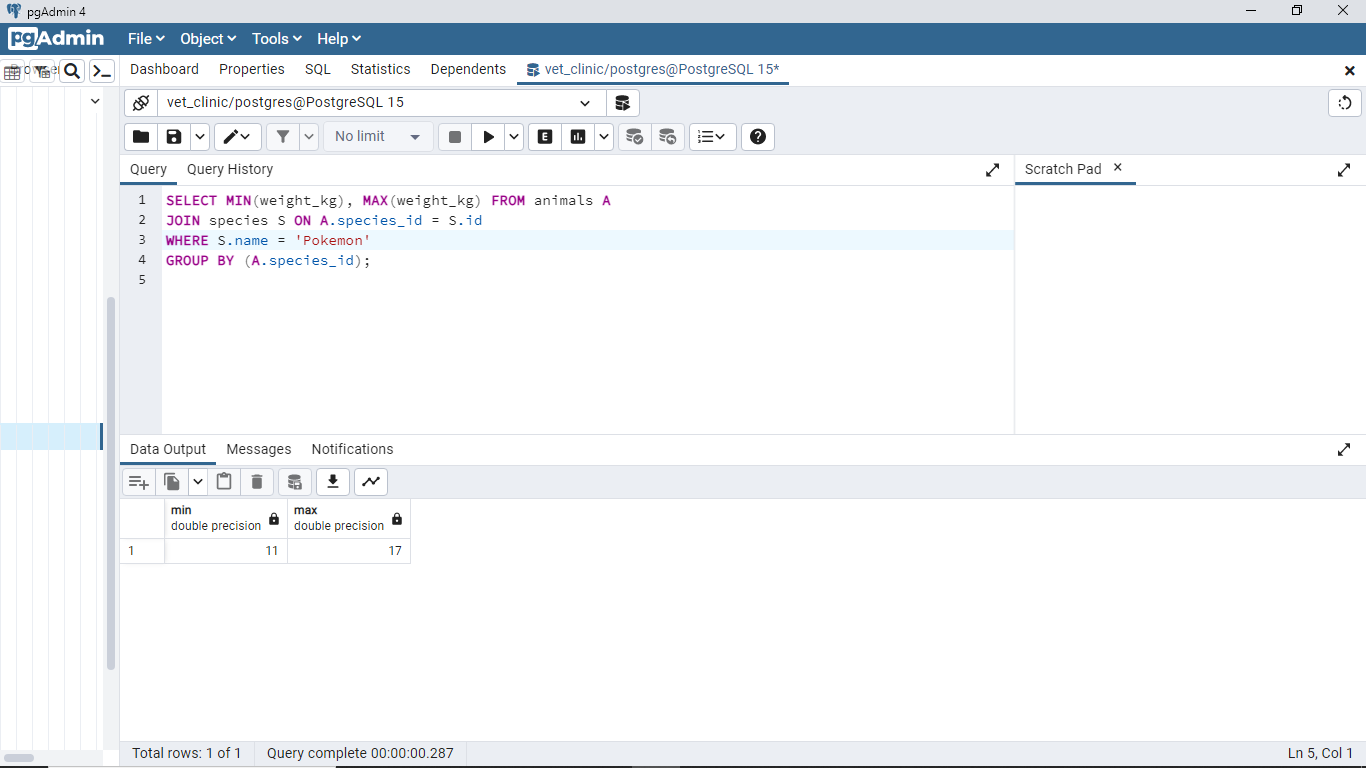 pgAdmin 4
pgAdmin File Object Tools Help
Dashboard Properties SQL Statistics Dependents vet_clinic/postgres@PostgreSQL 15*
vet_clinic/postgres@PostgreSQL 15
No limit E
Query Query History Scratch Pad
1 SELECT MIN(weight_kg), MAX(weight_kg) FROM animals A
2 JOIN species S ON A.species_id = S.id
3 WHERE S.name = 'Pokemon'
4 GROUP BY (A.species_id);
5
Data Output Messages Notifications
min max
double precision double precision
1 11 17
Total rows: 1 of 1 Query complete 00:00:00.287 Ln 5, Col 1